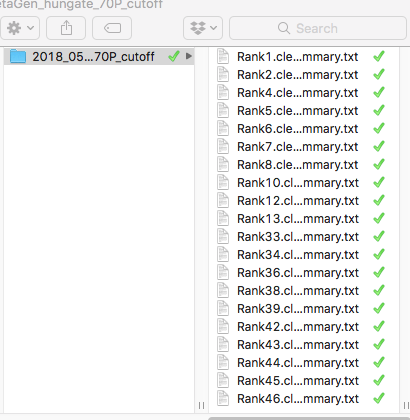 etaGen_hungate_70P_cutoff
Search
2018_05...70P_cutoff
Rank1.cle...mmary.txt
Rank2.cle...mmary.txt
Rank4.cle...mmary.txt
Rank5.cle...mmary.txt
Rank6.cle...mmary.txt
Rank7.cle...mmary.txt
Rank8.cle...mmary.txt
Rank10.cl...mmary.txt
Rank12.cl...mmary.txt
Rank13.cl...mmary.txt
Rank33.cl...mmary.txt
Rank34.cl...mmary.txt
Rank36.cl...mmary.txt
Rank38.cl...mmary.txt
Rank39.cl...mmary.txt
Rank42.cl...mmary.txt
Rank43.cl...mmary.txt
Rank44.cl...mmary.txt
Rank45.cl...mmary.txt
Rank46.cl...mmary.txt